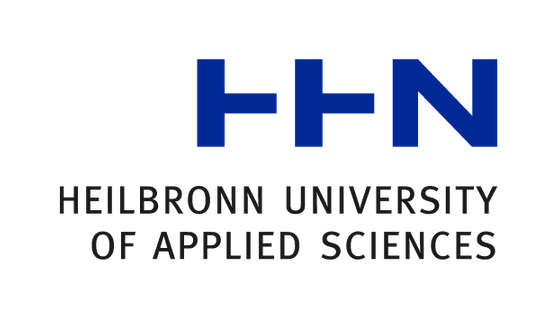 HHN
HEILBRONN UNIVERSITY
OF APPLIED SCIENCES